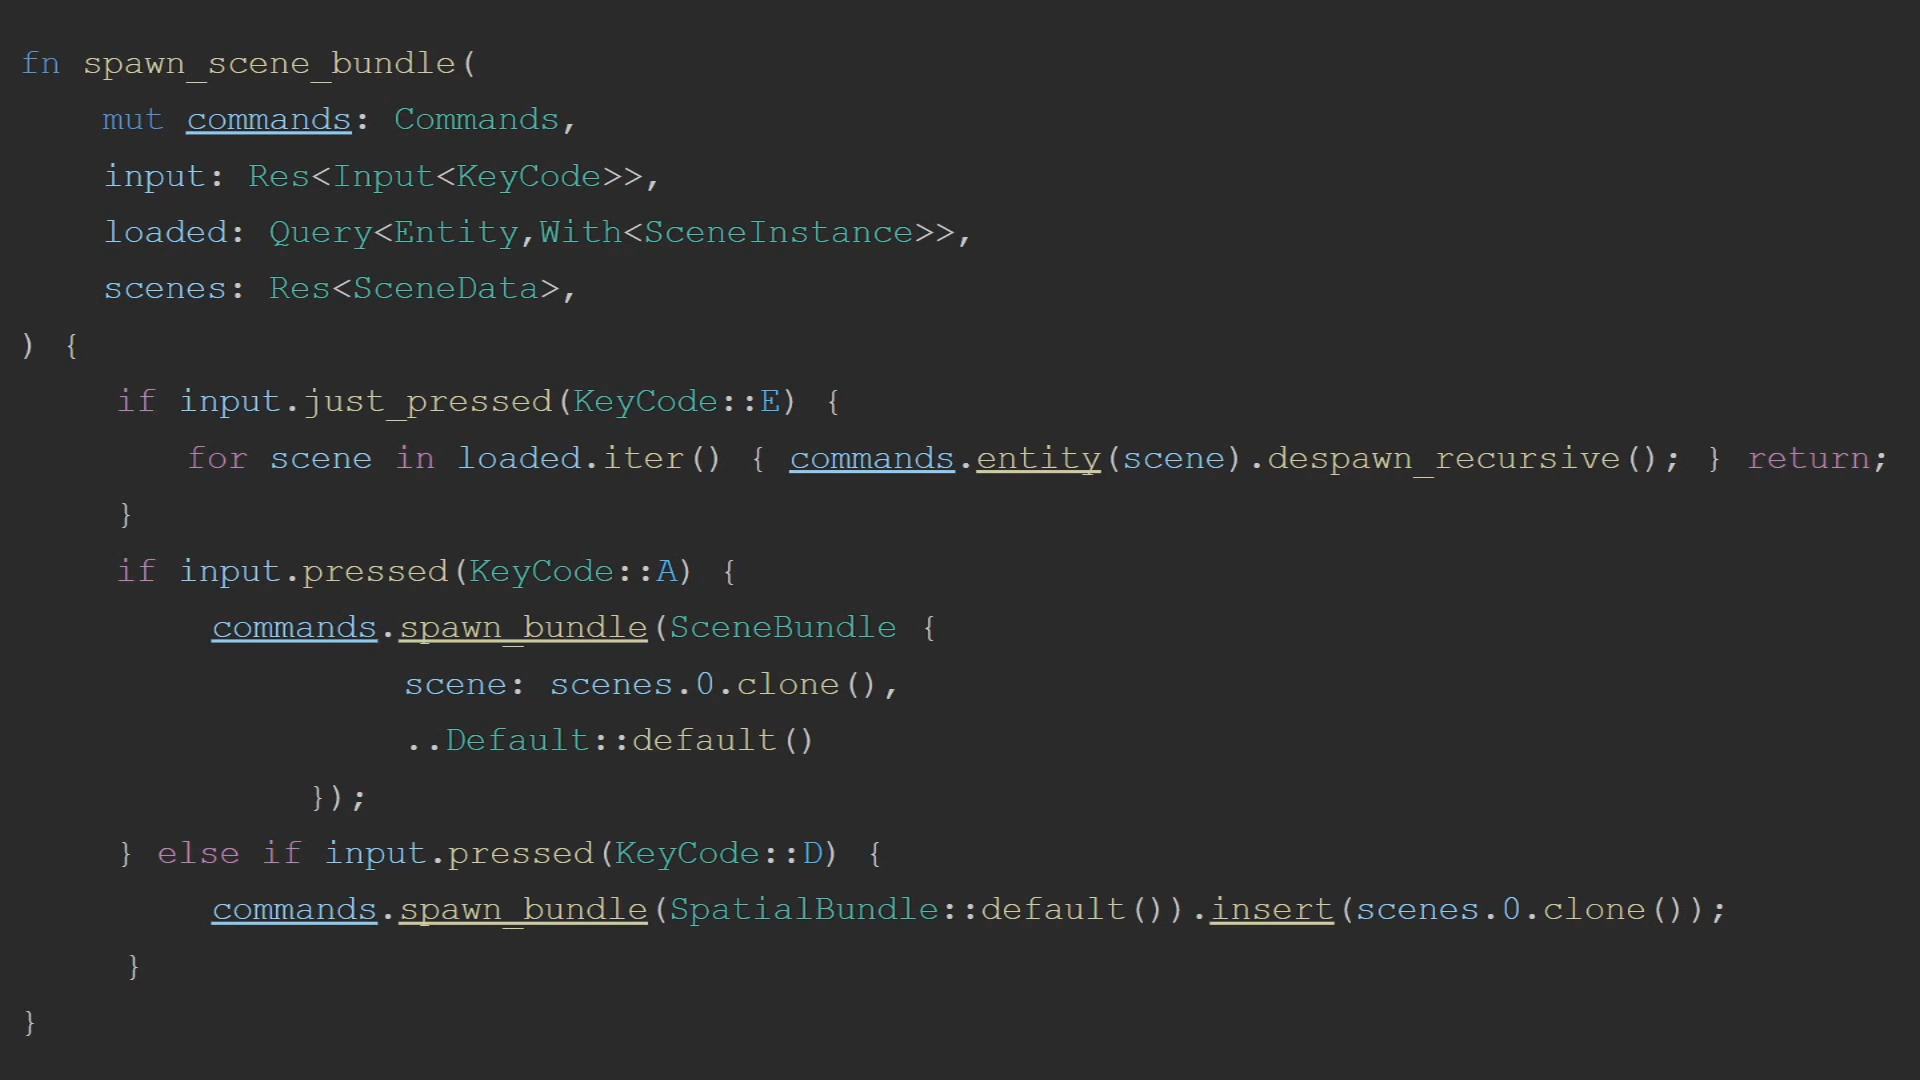 fn spawn_scene_bundle(
    mut commands: Commands,
    input: Res<Input<KeyCode>>,
    loaded: Query<Entity,With<SceneInstance>>,
    scenes: Res<SceneData>,
) {
    if input.just_pressed(KeyCode::E) {
        for scene in loaded.iter() { commands.entity(scene).despawn_recursive(); } return;
    }
    if input.pressed(KeyCode::A) {
        commands.spawn_bundle(SceneBundle {
                scene: scenes.0.clone(),
                ..Default::default()
            });
    } else if input.pressed(KeyCode::D) {
        commands.spawn_bundle(SpatialBundle::default()).insert(scenes.0.clone());
    }
}